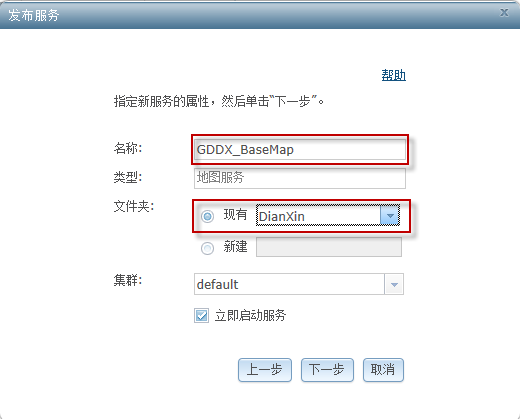 发布服务
帮助
指定新服务的属性，然后单击“下一步”。
名称: GDDX_BaseMap
类型: 地图服务
文件夹: 现有 DianXin
新建
集群: default
立即启动服务
上一步 下一步 取消